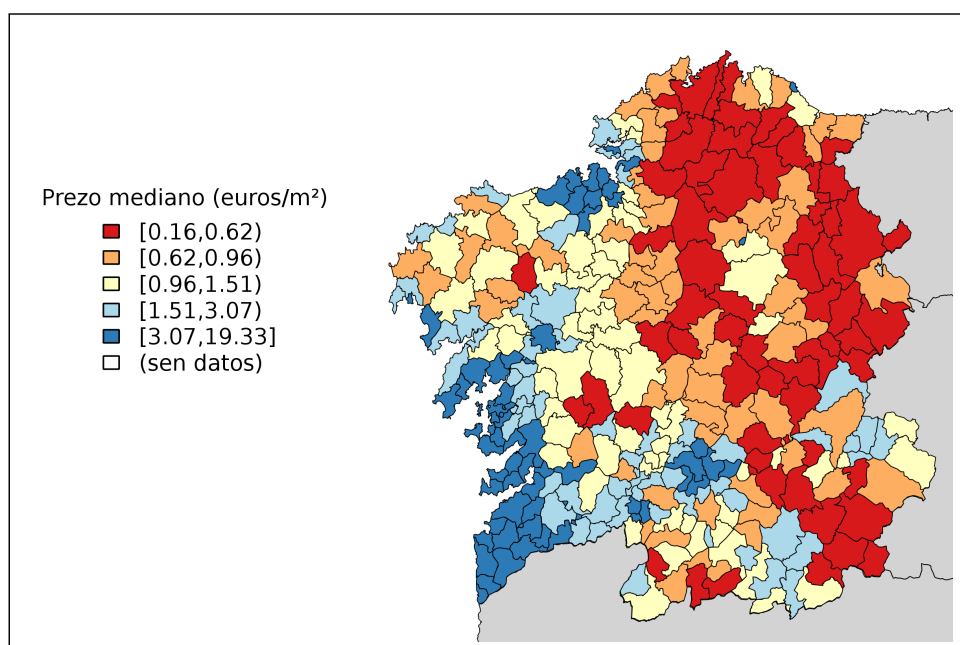 Prezo mediano (euros/m²)
[0.16,0.62)
[0.62,0.96)
[0.96,1.51)
[1.51,3.07)
[3.07,19.33]
(sen datos)